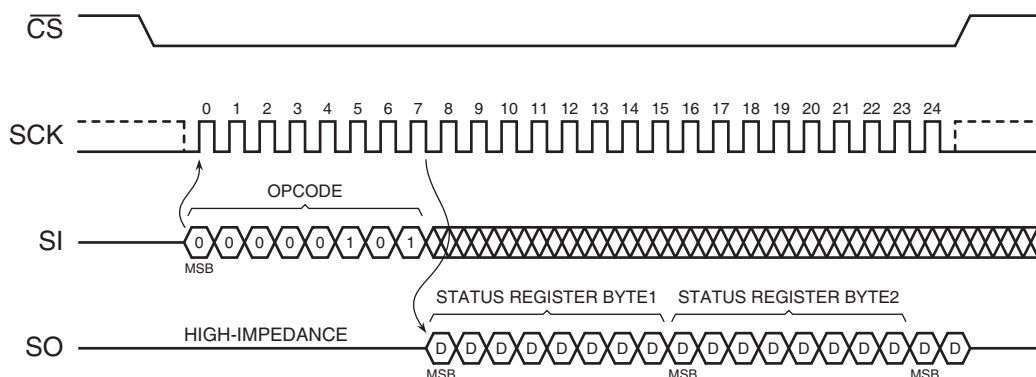 CS
SCK
0 1 2 3 4 5 6 7 8 9 10 11 12 13 14 15 16 17 18 19 20 21 22 23 24
OPCODE
SI
0 0 0 0 0 1 0 1
MSB
STATUS REGISTER BYTE1 STATUS REGISTER BYTE2
HIGH-IMPEDANCE
SO
D D D D D D D D D D D D D D D D D D
MSB MSB MSB